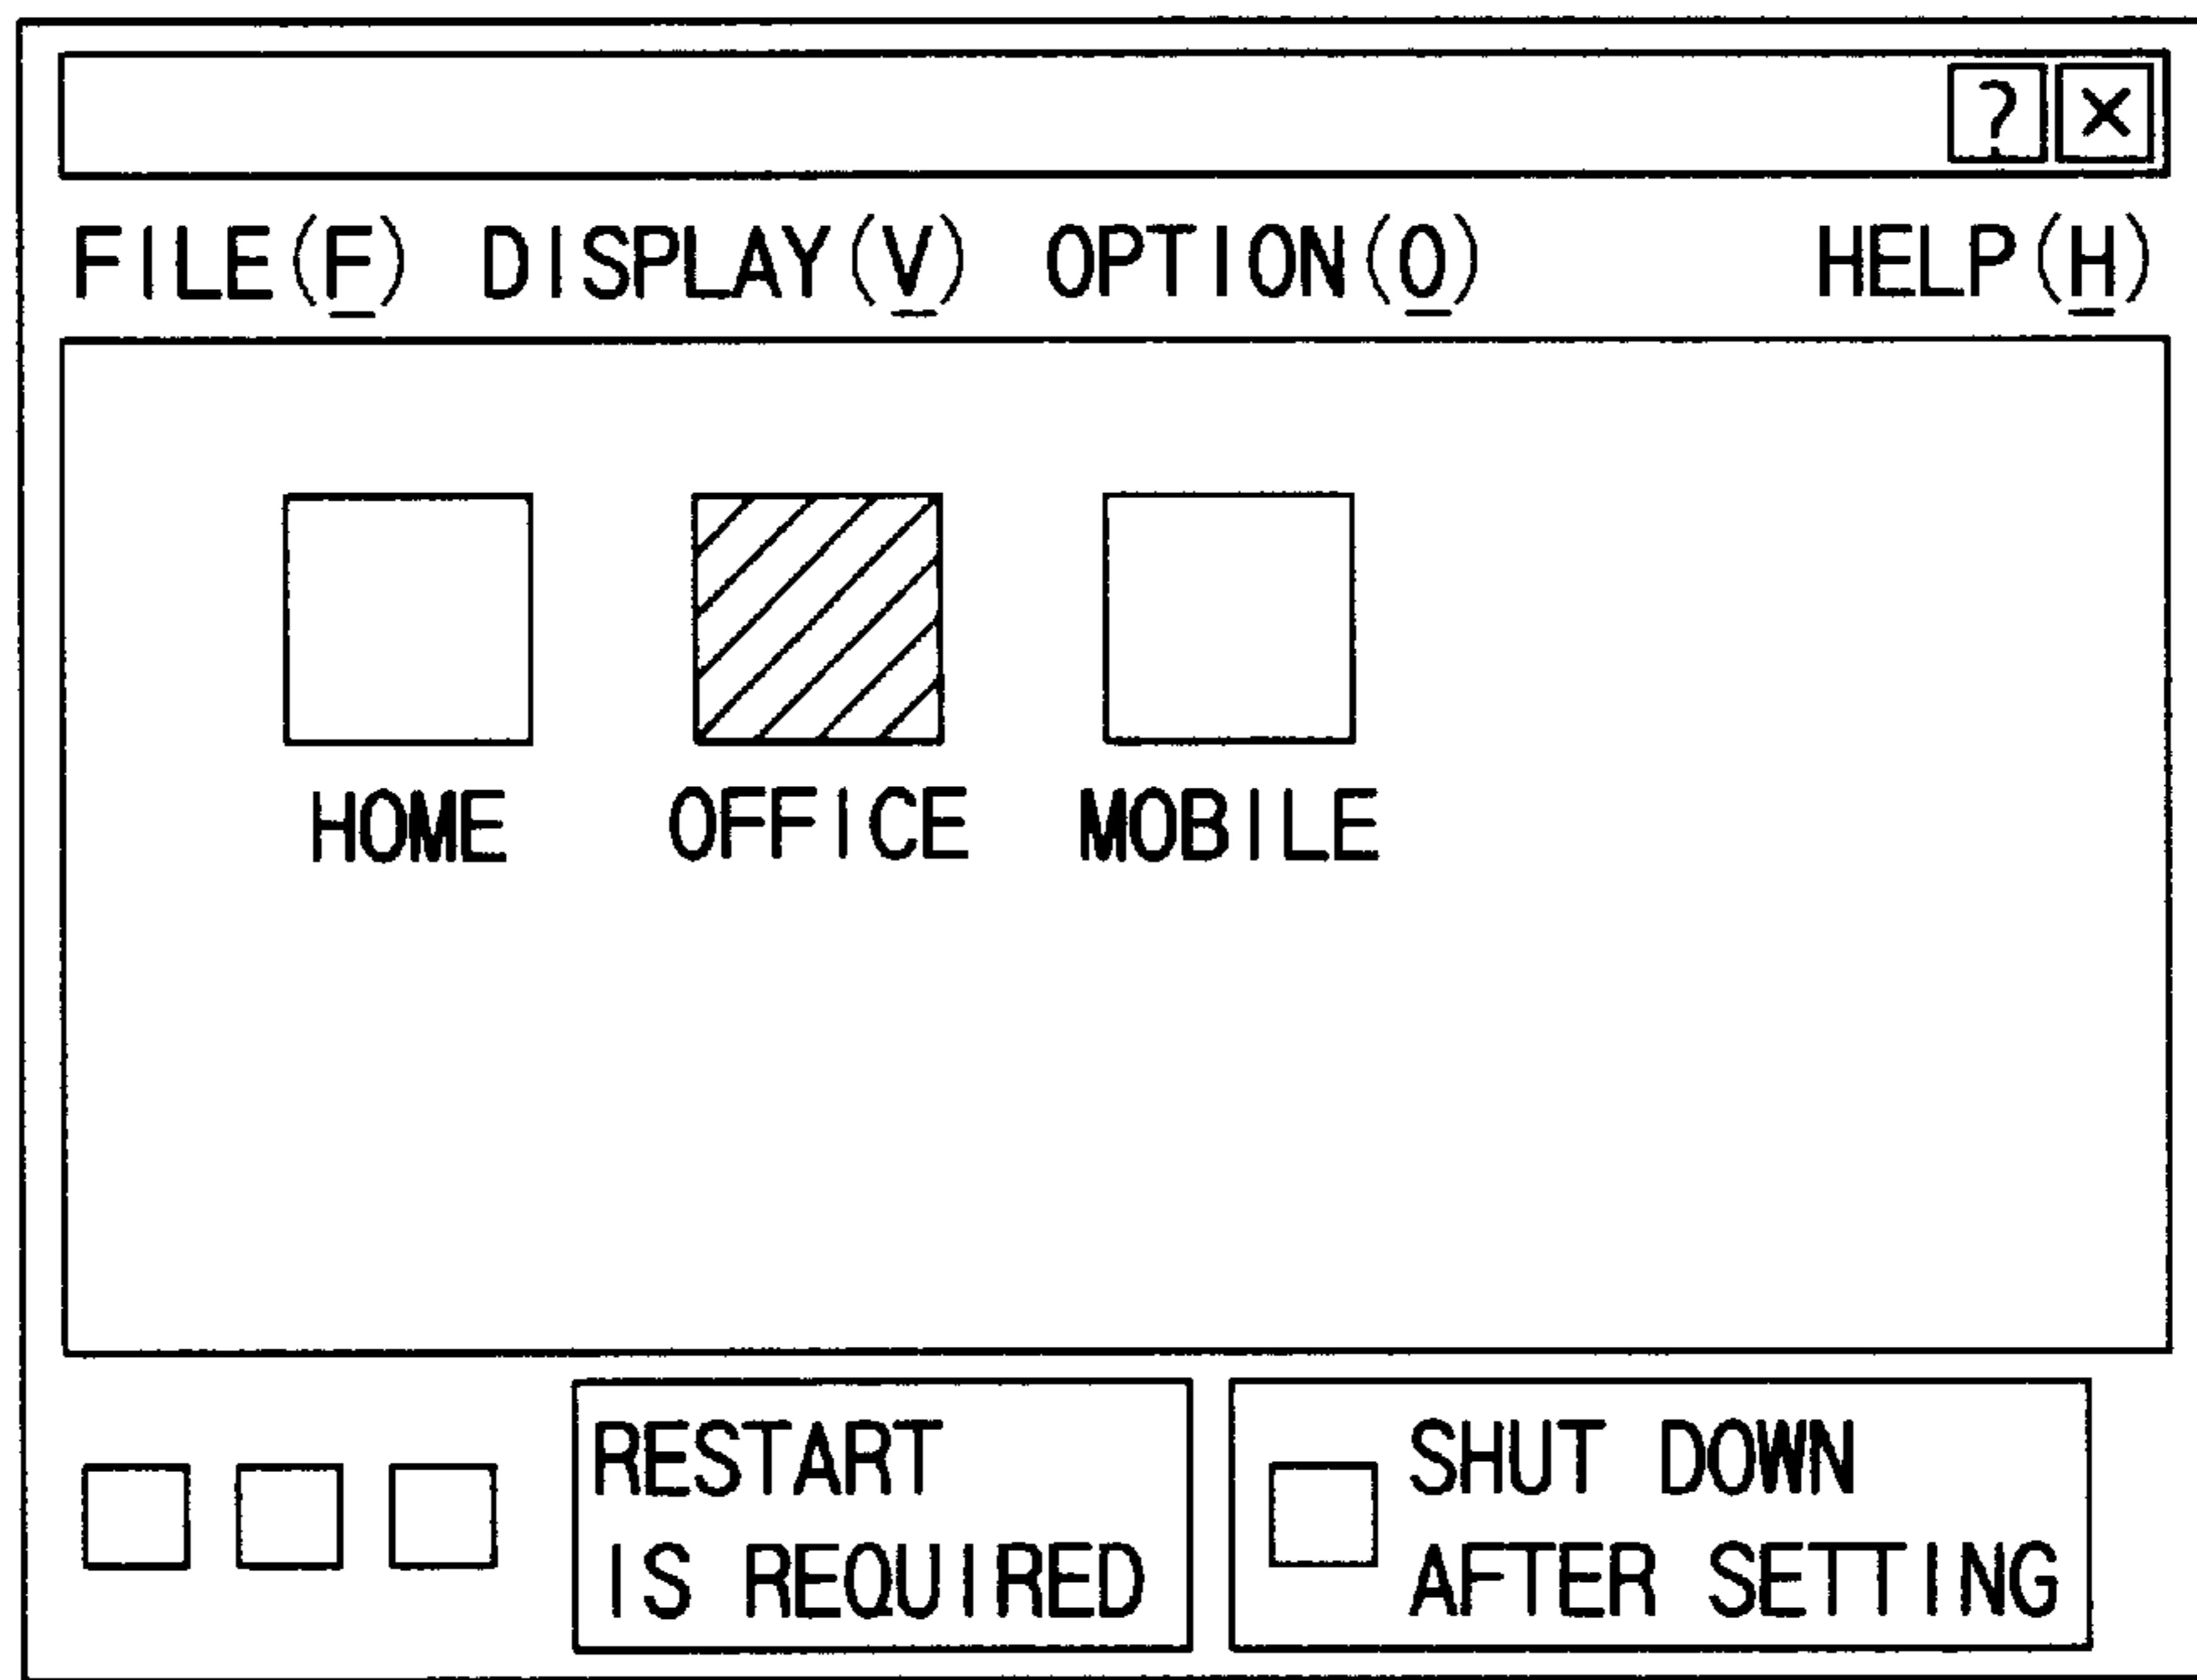 ? ×
FILE(F) DISPLAY(V) OPTION(O) HELP(H)
HOME OFFICE MOBILE
RESTART
IS REQUIRED
SHUT DOWN
AFTER SETTING